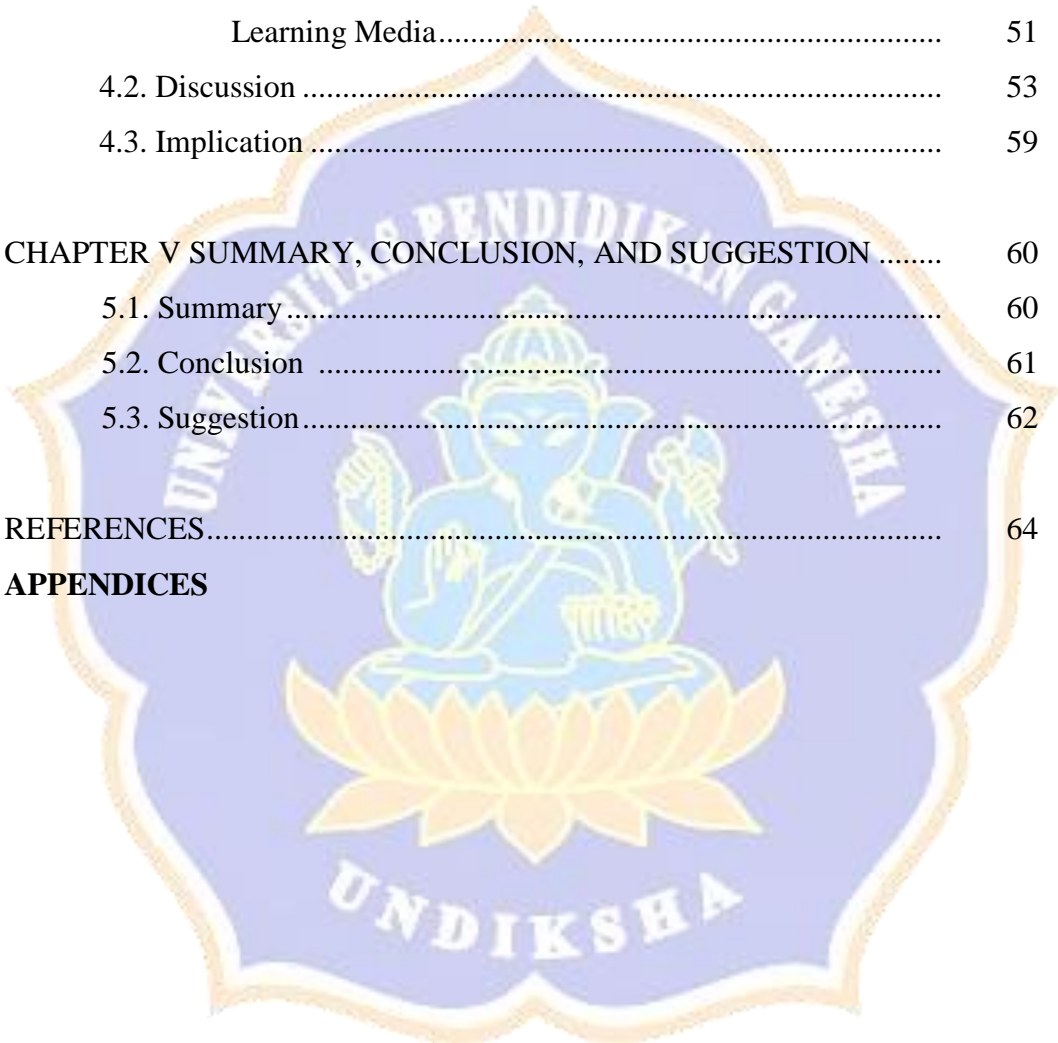 Learning Media............................................................... 51
4.2. Discussion ................................................................................ 53
4.3. Implication ............................................................................... 59
CHAPTER V SUMMARY, CONCLUSION, AND SUGGESTION ........ 60
5.1. Summary .................................................................................. 60
5.2. Conclusion .............................................................................. 61
5.3. Suggestion ................................................................................ 62
REFERENCES ............................................................................................ 64
APPENDICES
UNIVERSITAS PENDIDIKAN GANESHA
UNDIKSHA